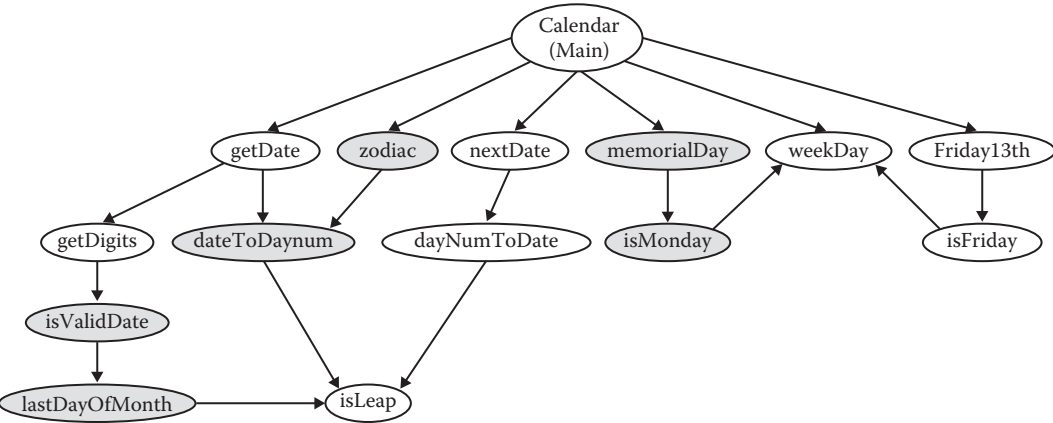 Calendar
(Main)
getDate
zodiac
nextDate
memorialDay
weekDay
Friday13th
getDigits
dateToDaynum
dayNumToDate
isMonday
isFriday
isValidDate
lastDayOfMonth
isLeap